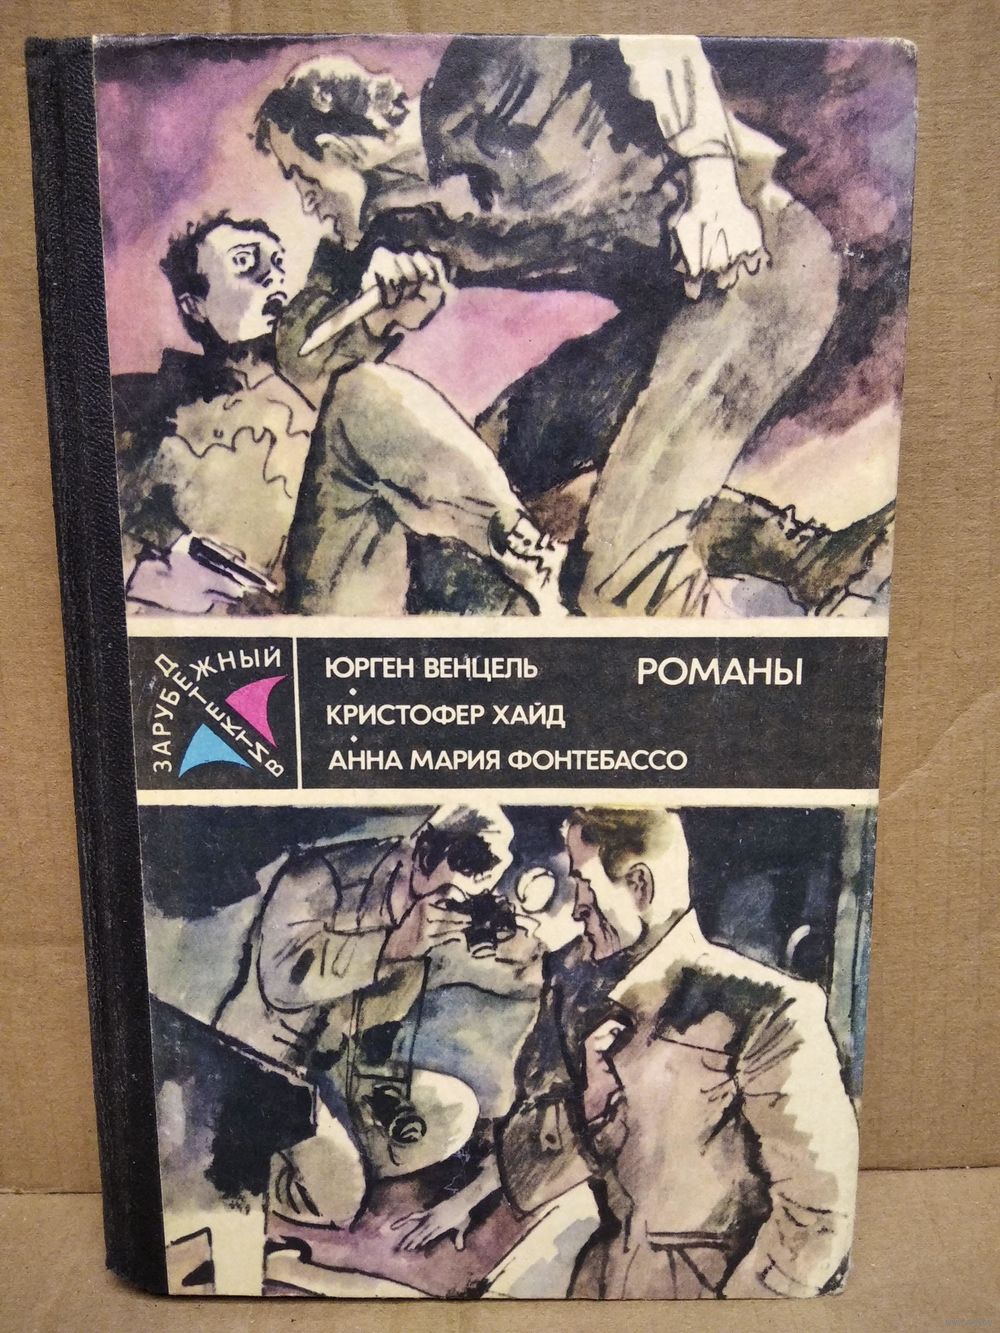 ЗАРУБЕЖНЫЙ
ДЕТЕКТИВ
ЮРГЕН ВЕНЦЕЛЬ
КРИСТОФЕР ХАЙД
АННА МАРИЯ ФОНТЕБАССО
РОМАНЫ